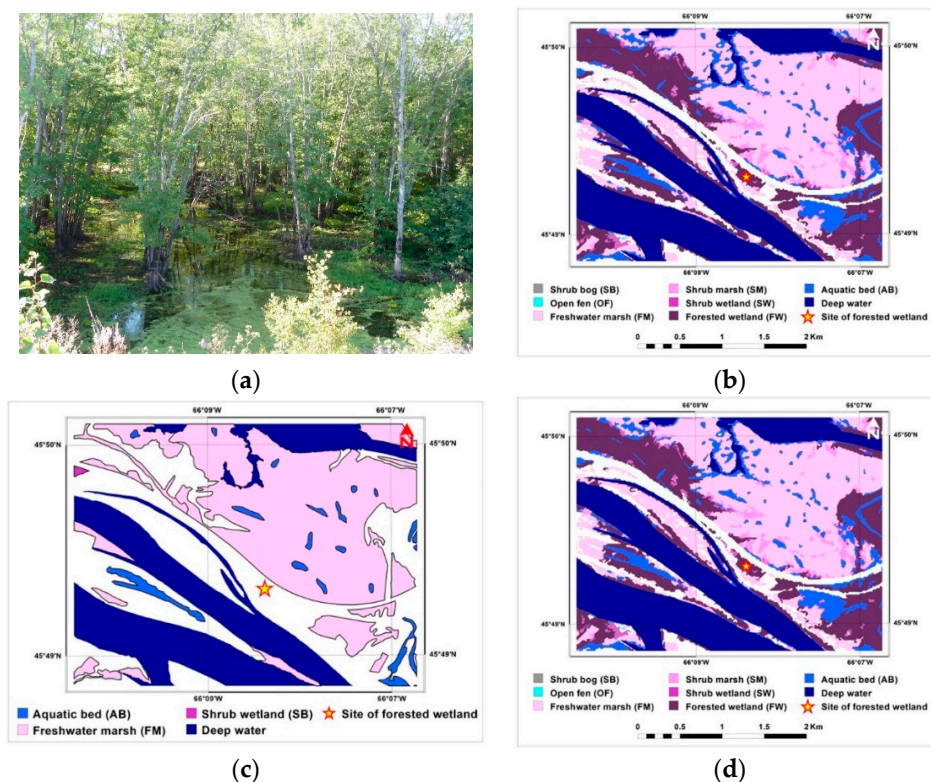 (a)
66°09'W 66°07'W
45°50'N 45°50'N
N
45°49'N 45°49'N
66°09'W 66°07'W
Shrub bog (SB) Shrub marsh (SM) Aquatic bed (AB)
Open fen (OF) Shrub wetland (SW) Deep water
Freshwater marsh (FM) Forested wetland (FW) Site of forested wetland
0 0.5 1 1.5 2 Km
(b)
66°09'W 66°07'W
45°50'N 45°50'N
N
45°49'N 45°49'N
66°09'W 66°07'W
Aquatic bed (AB) Shrub wetland (SB) Site of forested wetland
Freshwater marsh (FM) Deep water
(c)
66°09'W 66°07'W
45°50'N 45°50'N
N
45°49'N 45°49'N
66°09'W 66°07'W
Shrub bog (SB) Shrub marsh (SM) Aquatic bed (AB)
Open fen (OF) Shrub wetland (SW) Deep water
Freshwater marsh (FM) Forested wetland (FW) Site of forested wetland
0 0.5 1 1.5 2 Km
(d)